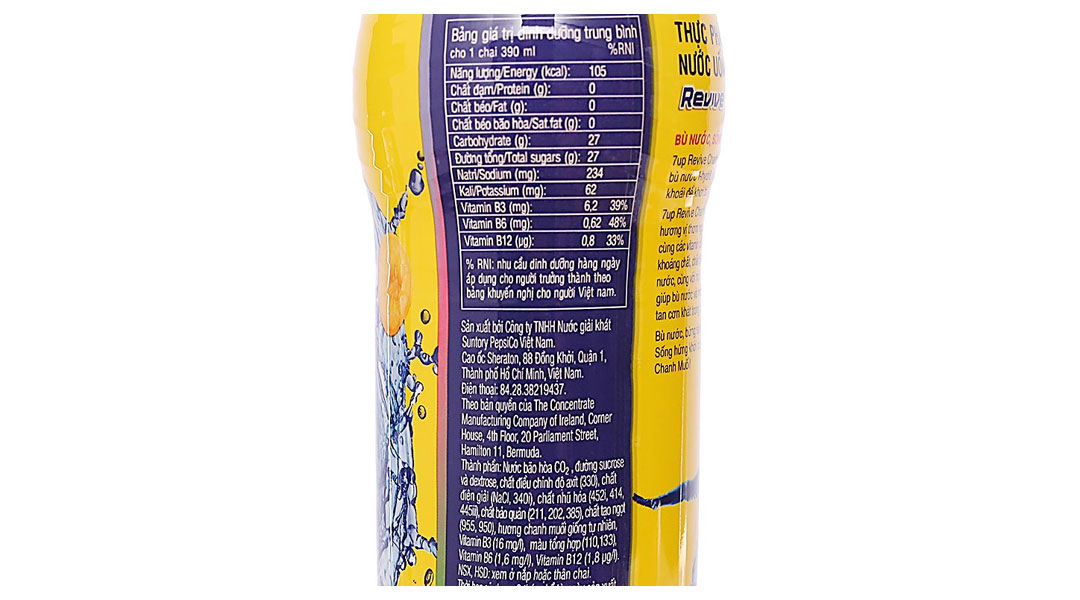 Bảng giá trị dinh dưỡng trung bình
cho 1 chai 390 ml %RNI
Năng lượng/Energy (kcal): 105
Chất đạm/Protein (g): 0
Chất béo/Fat (g): 0
Chất béo bão hòa/Sat.fat (g): 0
Carbohydrate (g): 27
Đường tổng/Total sugars (g): 27
Natri/Sodium (mg): 234
Kali/Potassium (mg): 62
Vitamin B3 (mg): 6,2 39%
Vitamin B6 (mg): 0,62 48%
Vitamin B12 (µg): 0,8 33%
% RNI: nhu cầu dinh dưỡng hàng ngày
áp dụng cho người trưởng thành theo
bảng khuyến nghị cho người Việt nam.
Sản xuất bởi Công ty TNHH Nước giải khát
Suntory PepsiCo Việt Nam.
Cao ốc Sheraton, 88 Đồng Khởi, Quận 1,
Thành phố Hồ Chí Minh, Việt Nam.
Điện thoại: 84.28.38219437.
Theo bản quyền của The Concentrate
Manufacturing Company of Ireland, Corner
House, 4th Floor, 20 Parliament Street,
Hamilton 11, Bermuda.
Thành phần: Nước bão hòa CO₂, đường sucrose
và dextrose, chất điều chỉnh độ axít (330), chất
điện giải (NaCl, 340i), chất nhũ hóa (452i, 414,
445iii), chất bảo quản (211, 202, 385), chất tạo ngọt
(955, 950), hương chanh muối giống tự nhiên,
Vitamin B3 (16 mg/l), màu tổng hợp (110,133),
Vitamin B6 (1,6 mg/l), Vitamin B12 (1,8 µg/l).
NSX, HSD: xem ở nắp hoặc thân chai.
THỰC
NƯỚC
Revive
BÙ NƯỚC,
7up Revive
bù nước
khoái để
7up Revive
hương vị
cùng các
khoáng chất,
nước, cùng với
giúp bù nước
tan cơn khát
Bù nước,
Sống hứng
Chanh Muối